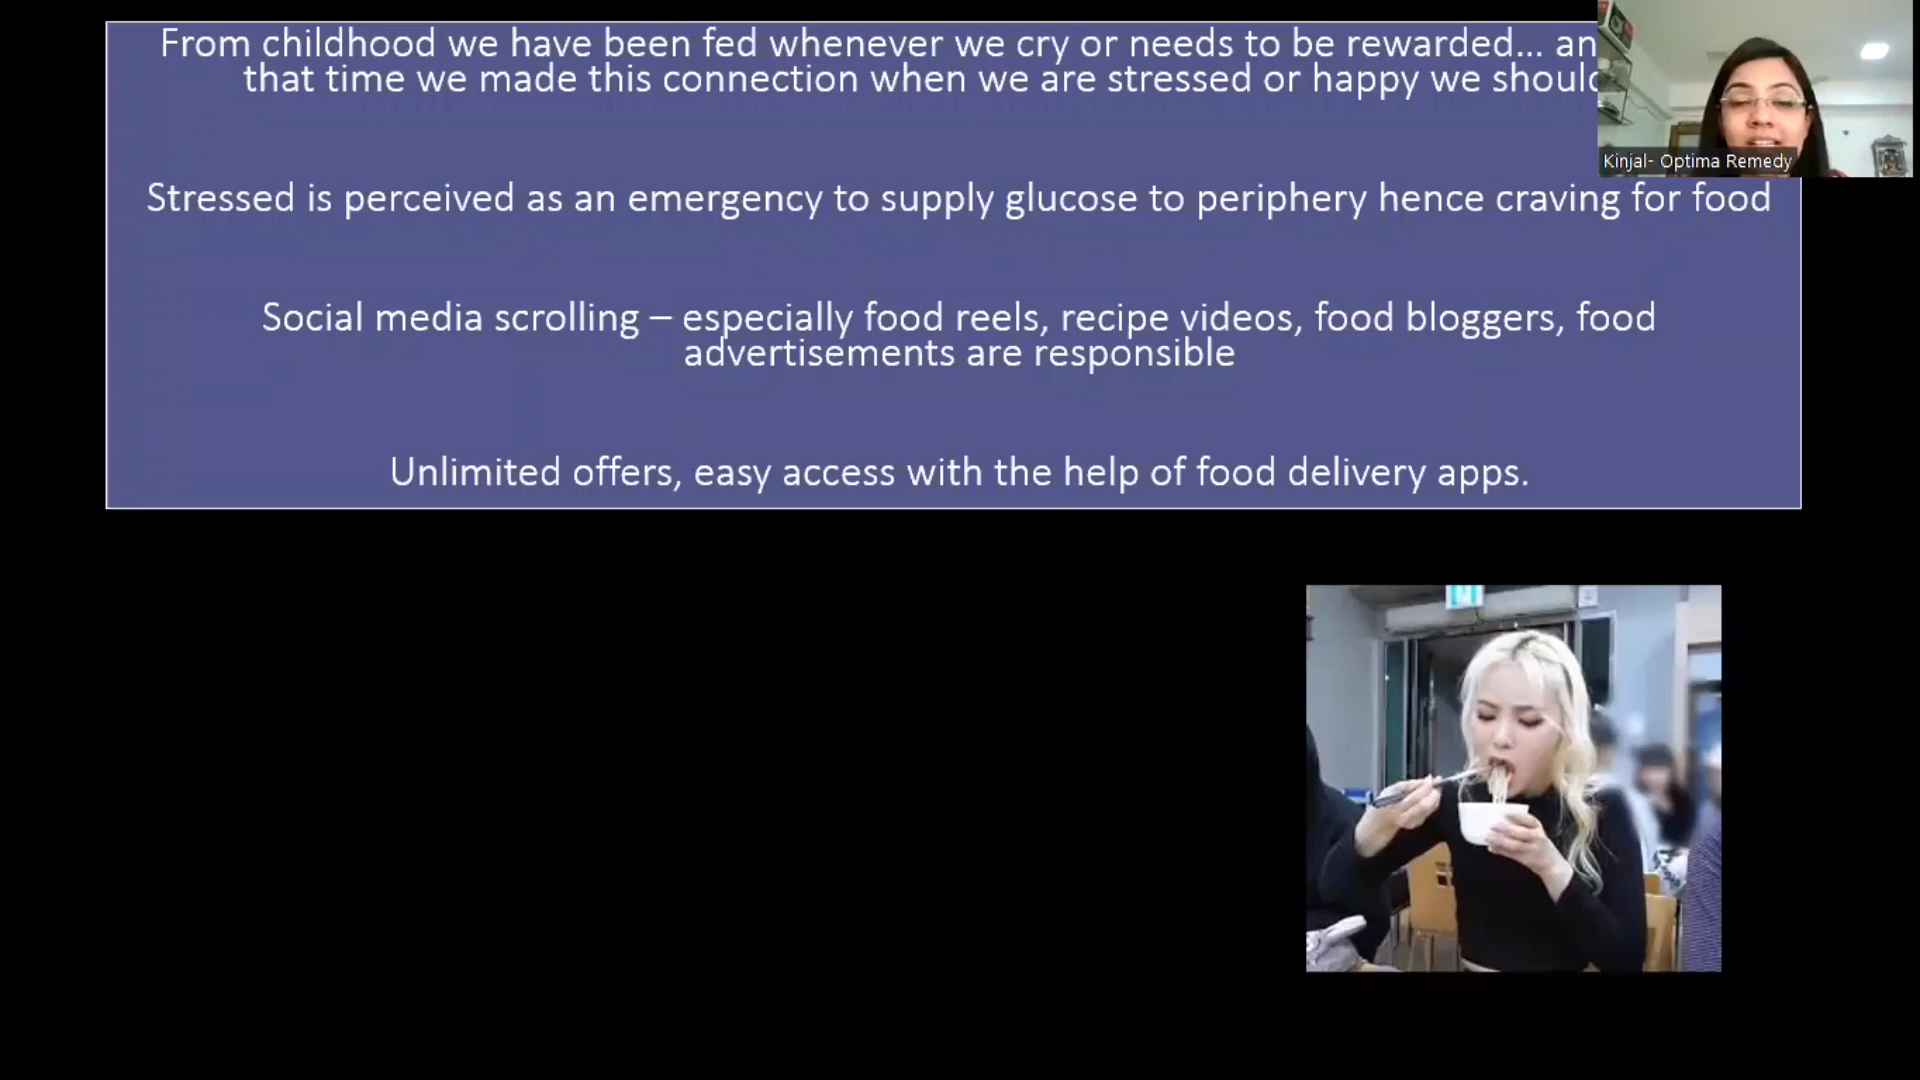 From childhood we have been fed whenever we cry or needs to be rewarded... an
that time we made this connection when we are stressed or happy we should
Kinjal- Optima Remedy
Stressed is perceived as an emergency to supply glucose to periphery hence craving for food
Social media scrolling – especially food reels, recipe videos, food bloggers, food
advertisements are responsible
Unlimited offers, easy access with the help of food delivery apps.